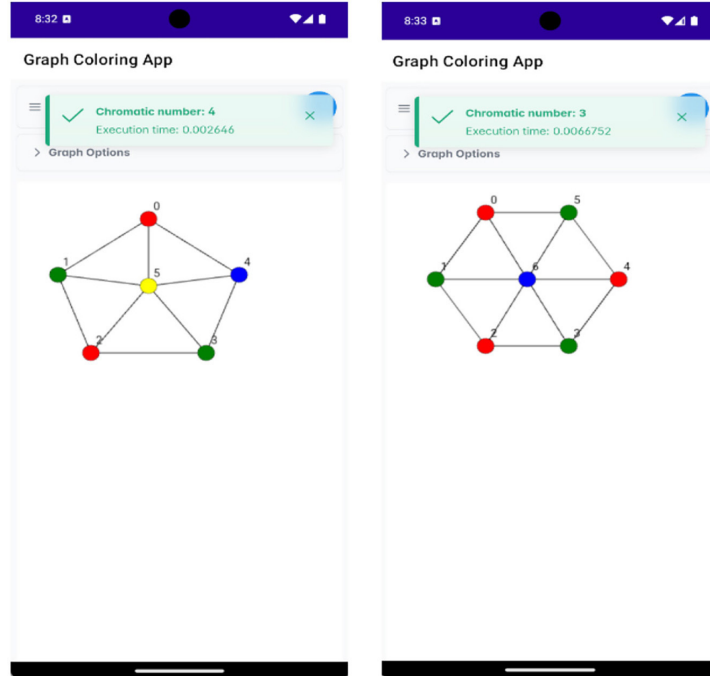 8:32
Graph Coloring App
Chromatic number: 4
Execution time: 0.002646
Graph Options
0
1
4
5
2
3
8:33
Graph Coloring App
Chromatic number: 3
Execution time: 0.0066752
Graph Options
0
5
1
6
4
2
3